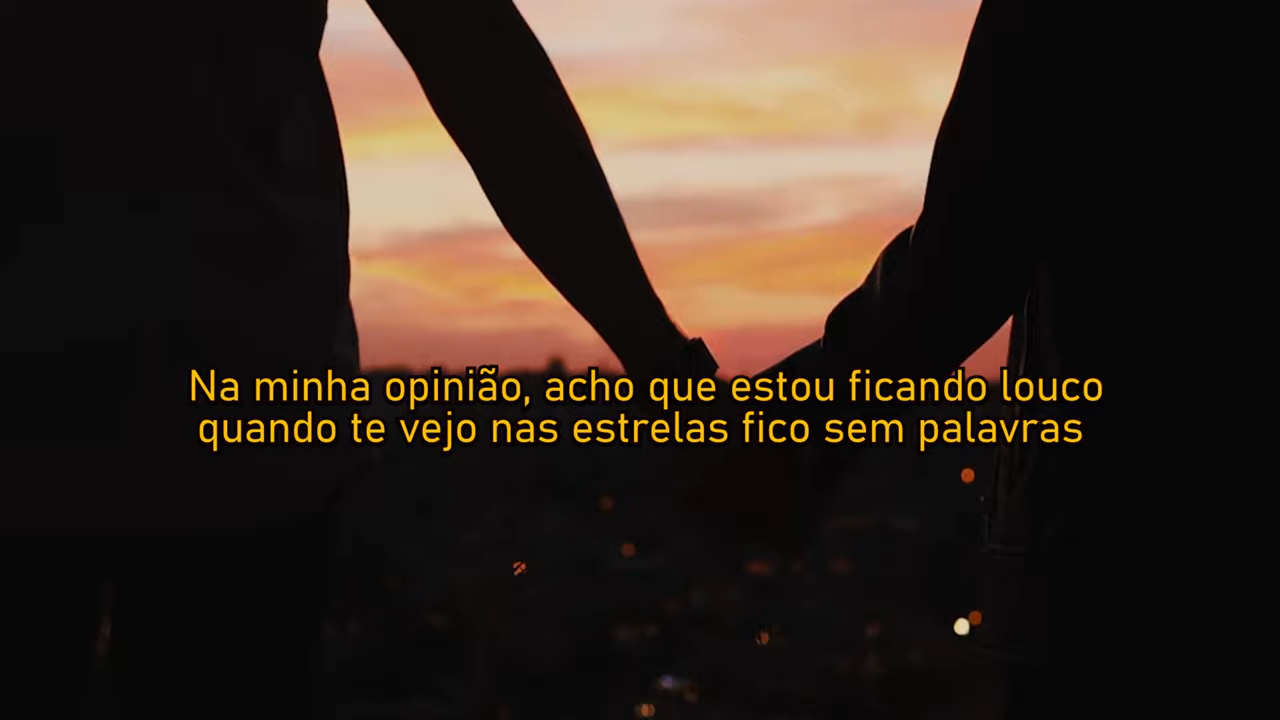 Na minha opinião, acho que estou ficando louco
quando te vejo nas estrelas fico sem palavras